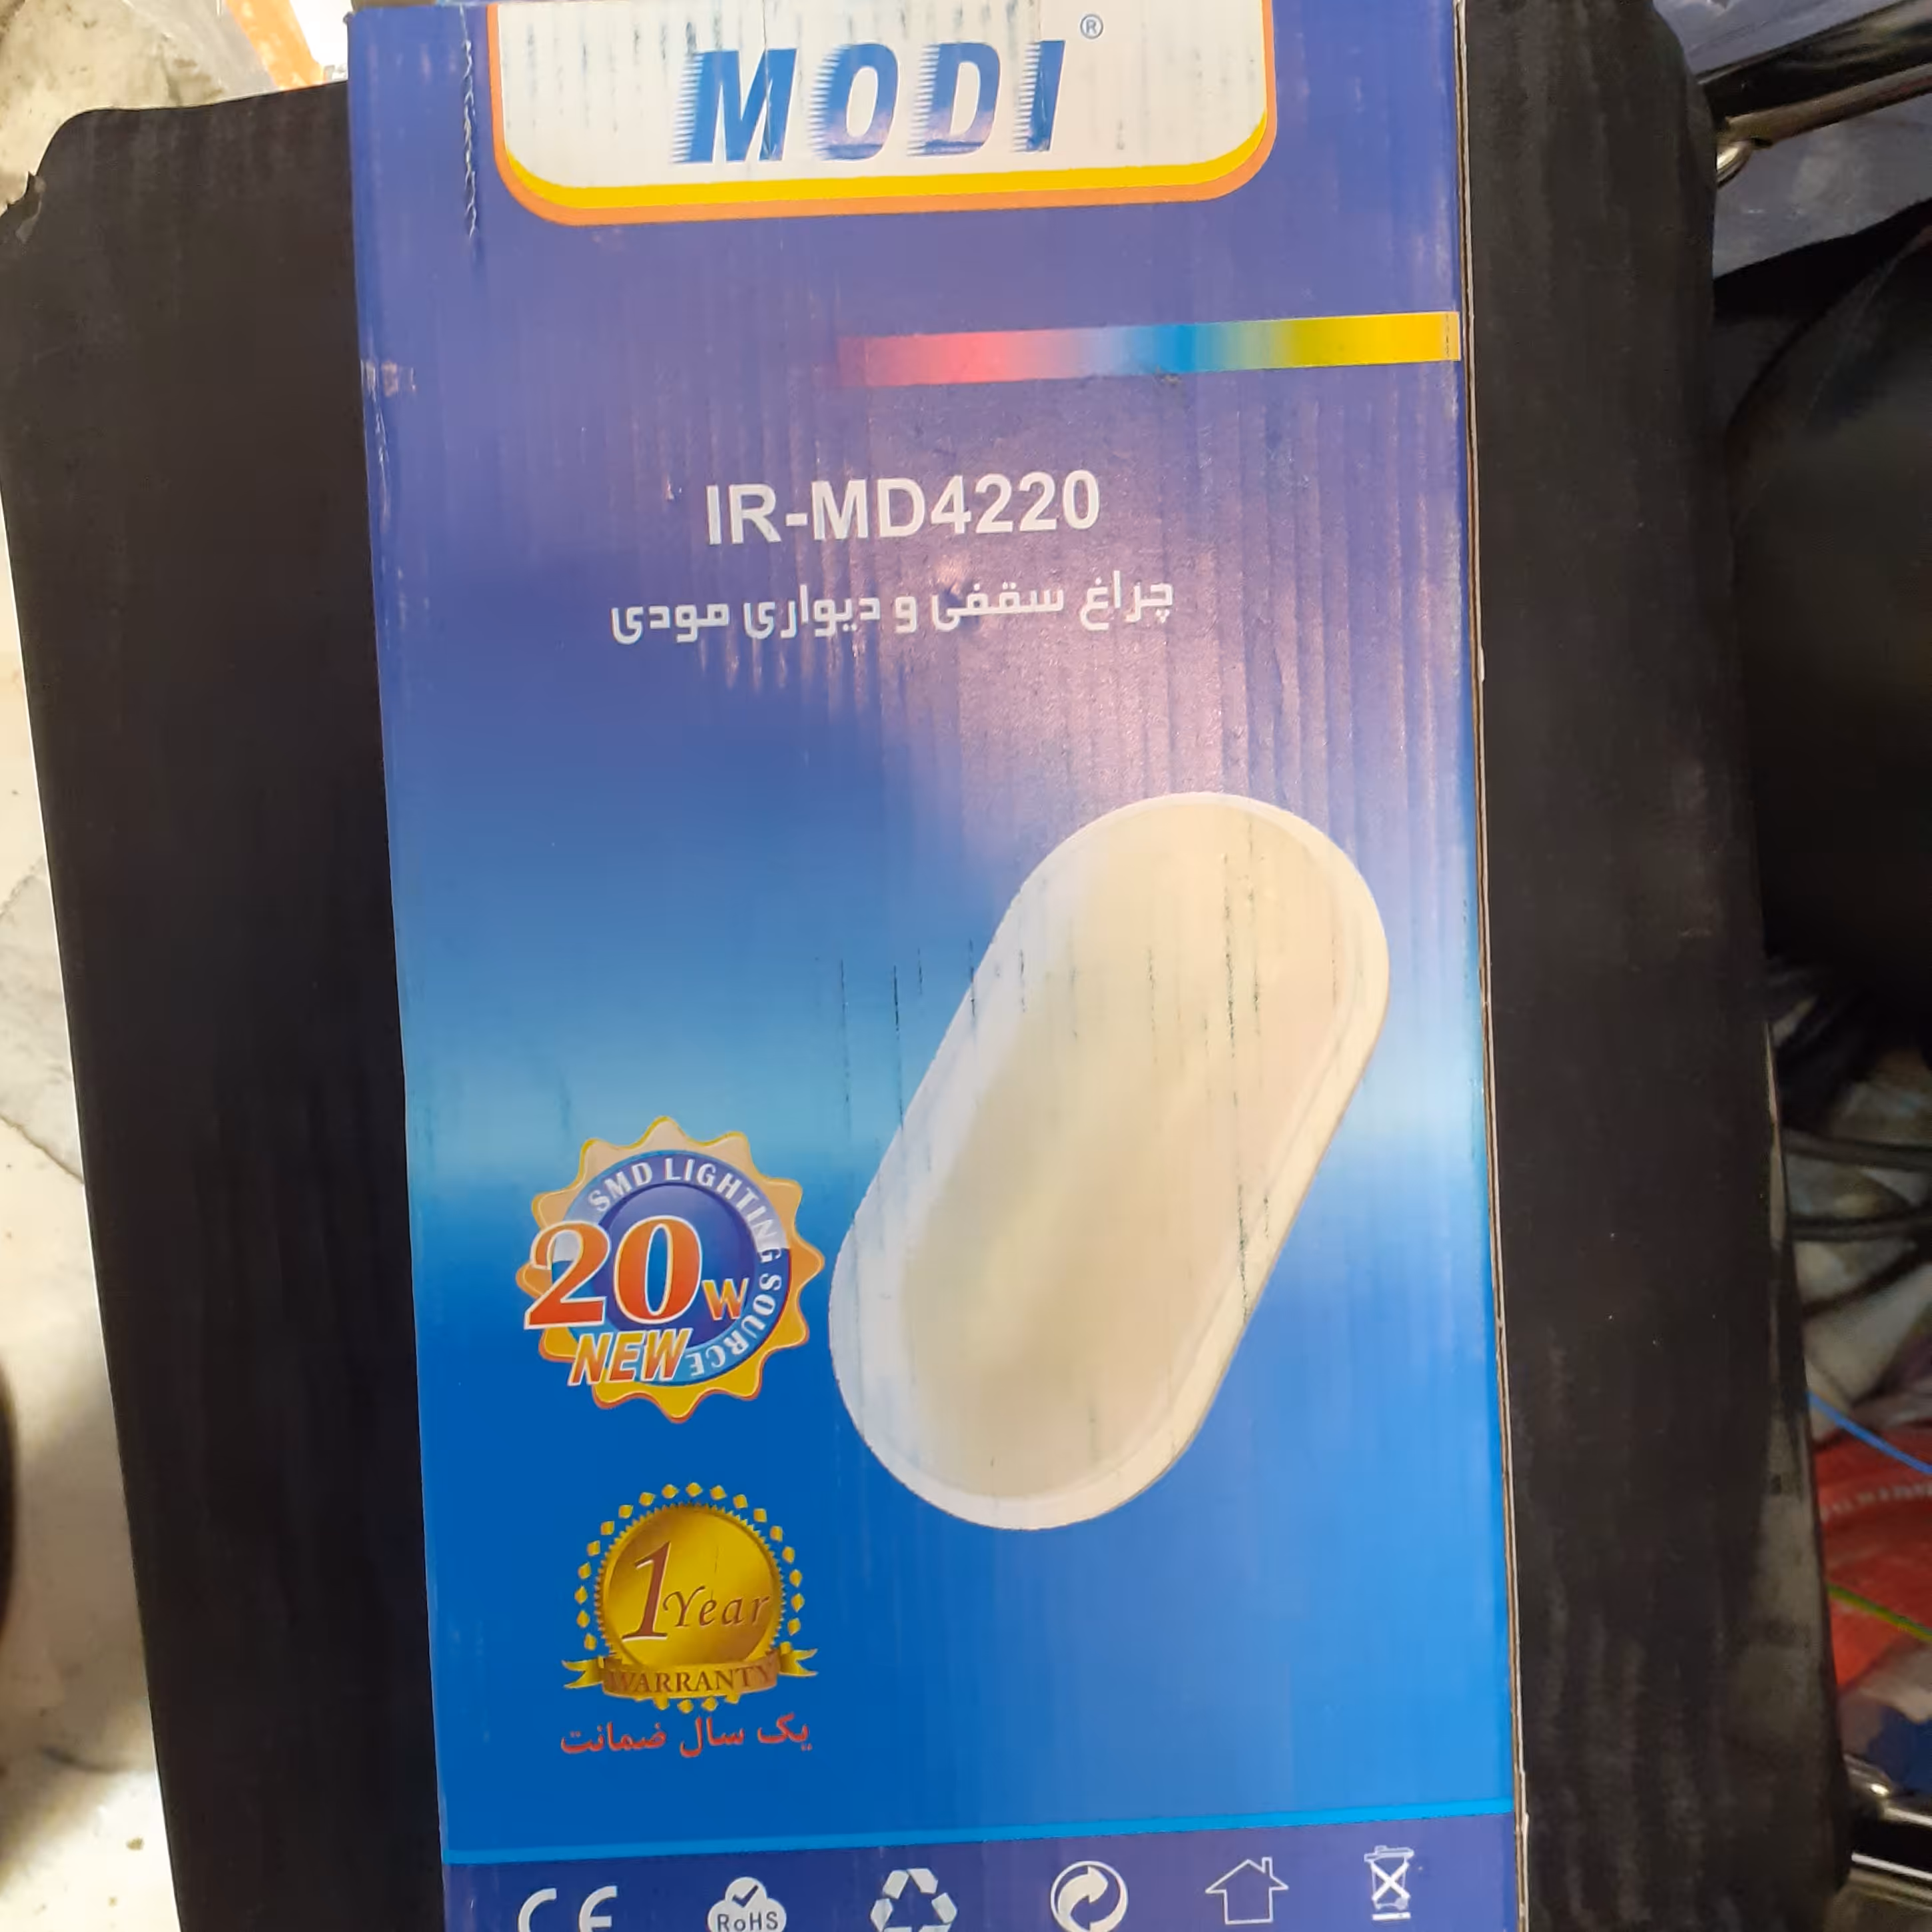 MODI®
IR-MD4220
چراغ سقفی و دیواری مودی
SMD LIGHTING SOURCE
20W
NEW
1 Year
WARRANTY
یک سال ضمانت
CE
RoHS